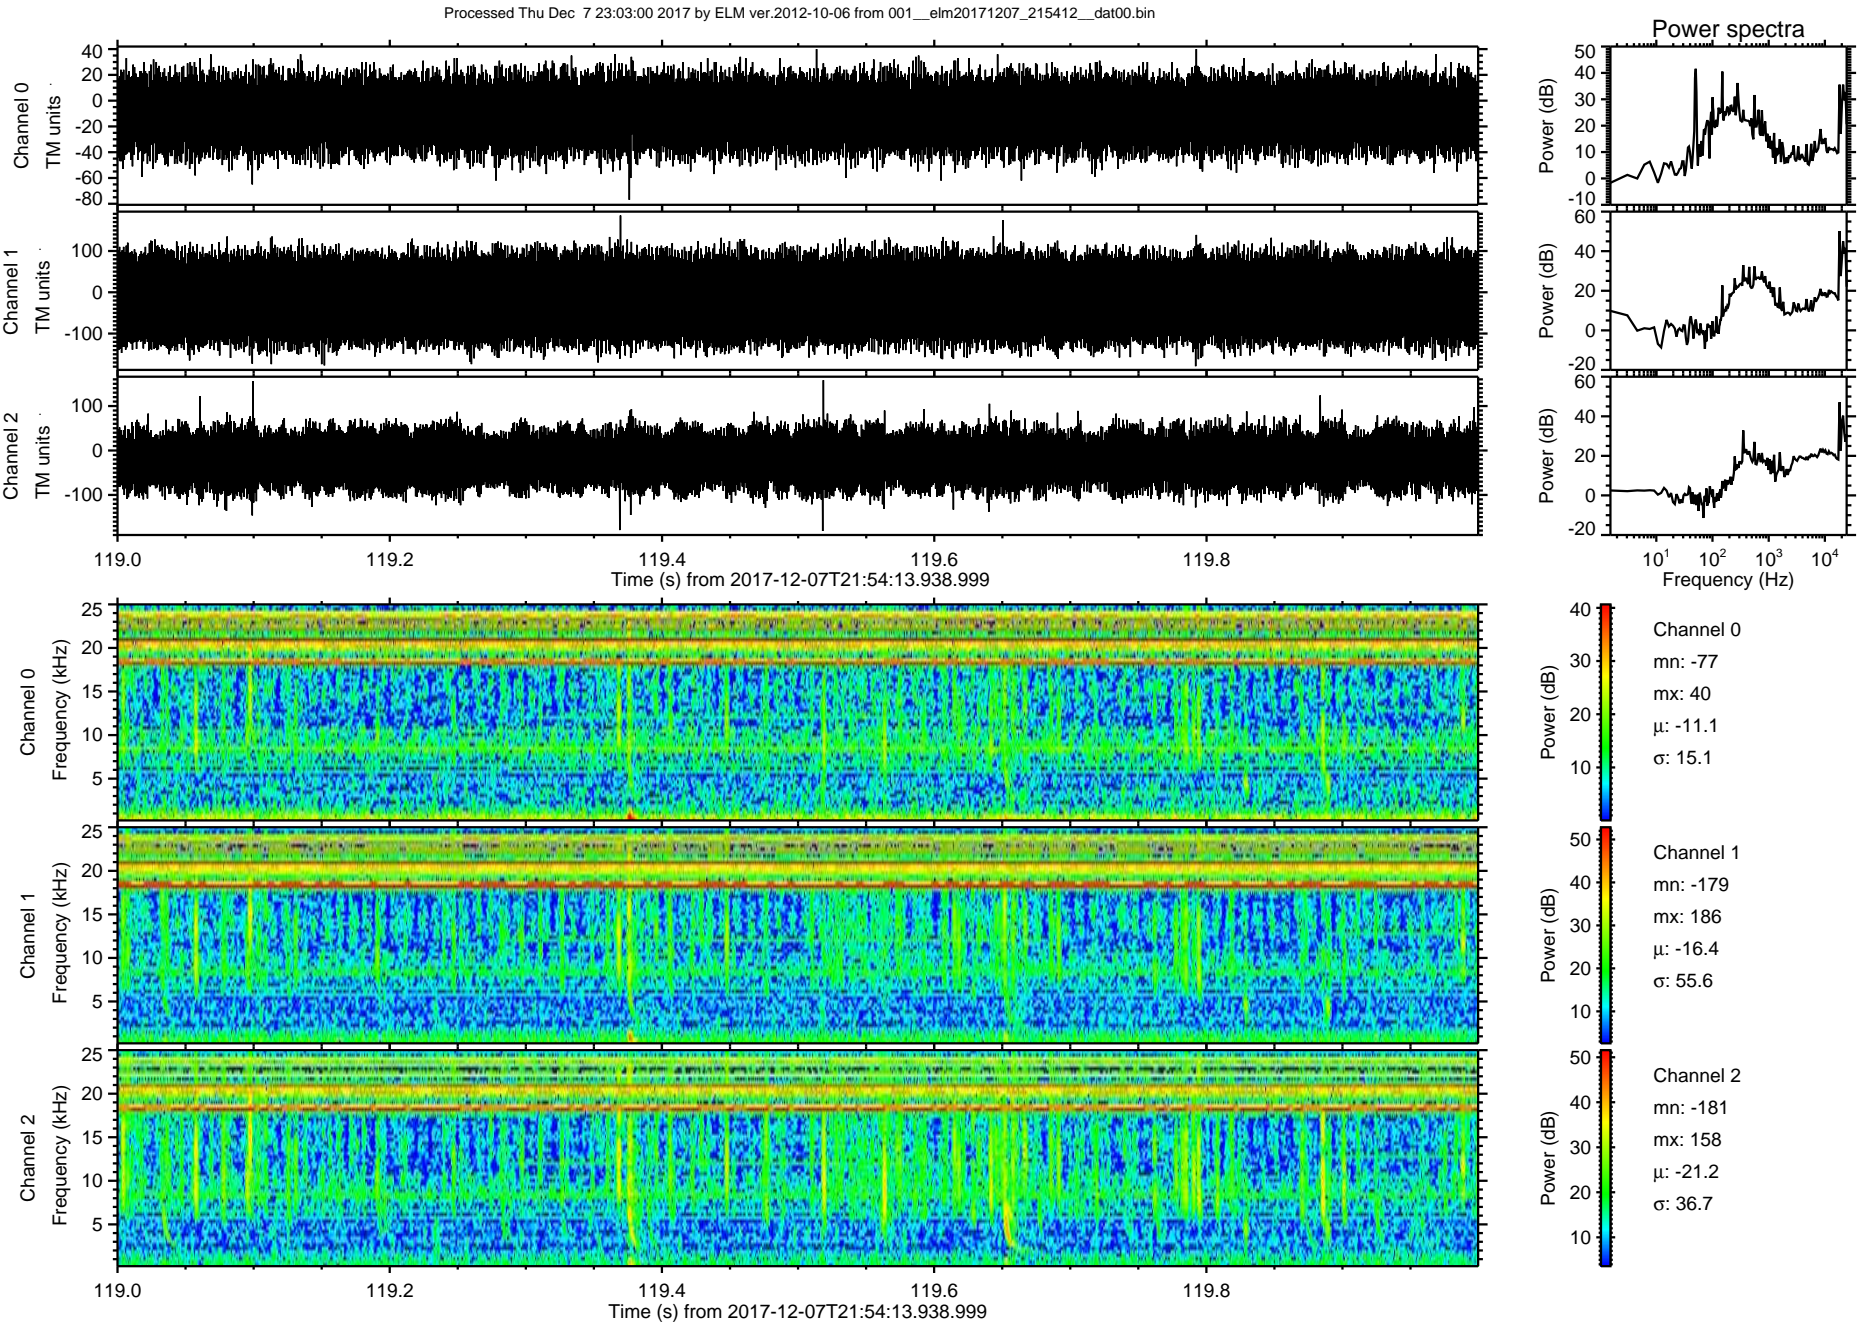 Processed Thu Dec  7 23:03:00 2017 by ELM ver.2012-10-06 from 001__elm20171207_215412__dat00.bin
Power spectra
Channel 0
TM units
40
20
0
-20
-40
-60
-80
Power (dB)
50
40
30
20
10
0
-10
Channel 1
TM units
100
0
-100
Power (dB)
60
40
20
0
-20
Channel 2
TM units
100
0
-100
Power (dB)
60
40
20
0
-20
119.0 119.2 119.4 119.6 119.8
Time (s) from 2017-12-07T21:54:13.938.999
10¹ 10² 10³ 10⁴
Frequency (Hz)
Channel 0
Frequency (kHz)
25
20
15
10
5
Power (dB)
40
30
20
10
Channel 0
mn: -77
mx: 40
μ: -11.1
σ: 15.1
Channel 1
Frequency (kHz)
25
20
15
10
5
Power (dB)
50
40
30
20
10
Channel 1
mn: -179
mx: 186
μ: -16.4
σ: 55.6
Channel 2
Frequency (kHz)
25
20
15
10
5
Power (dB)
50
40
30
20
10
Channel 2
mn: -181
mx: 158
μ: -21.2
σ: 36.7
119.0 119.2 119.4 119.6 119.8
Time (s) from 2017-12-07T21:54:13.938.999